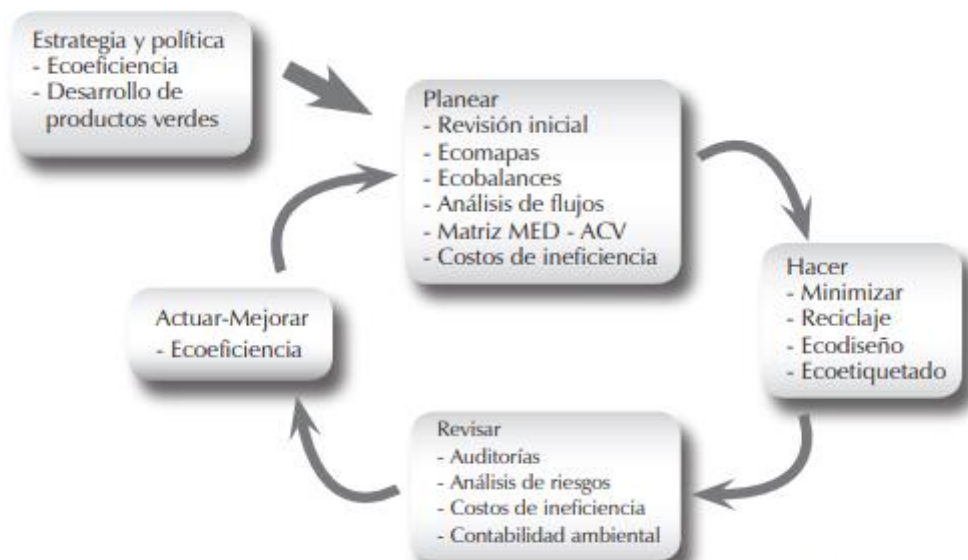 Estrategia y política
- Ecoeficiencia
- Desarrollo de
productos verdes
Planear
- Revisión inicial
- Ecomapas
- Ecobalances
- Análisis de flujos
- Matriz MED - ACV
- Costos de ineficiencia
Hacer
- Minimizar
- Reciclaje
- Ecodiseño
- Ecoetiquetado
Revisar
- Auditorías
- Análisis de riesgos
- Costos de ineficiencia
- Contabilidad ambiental
Actuar-Mejorar
- Ecoeficiencia